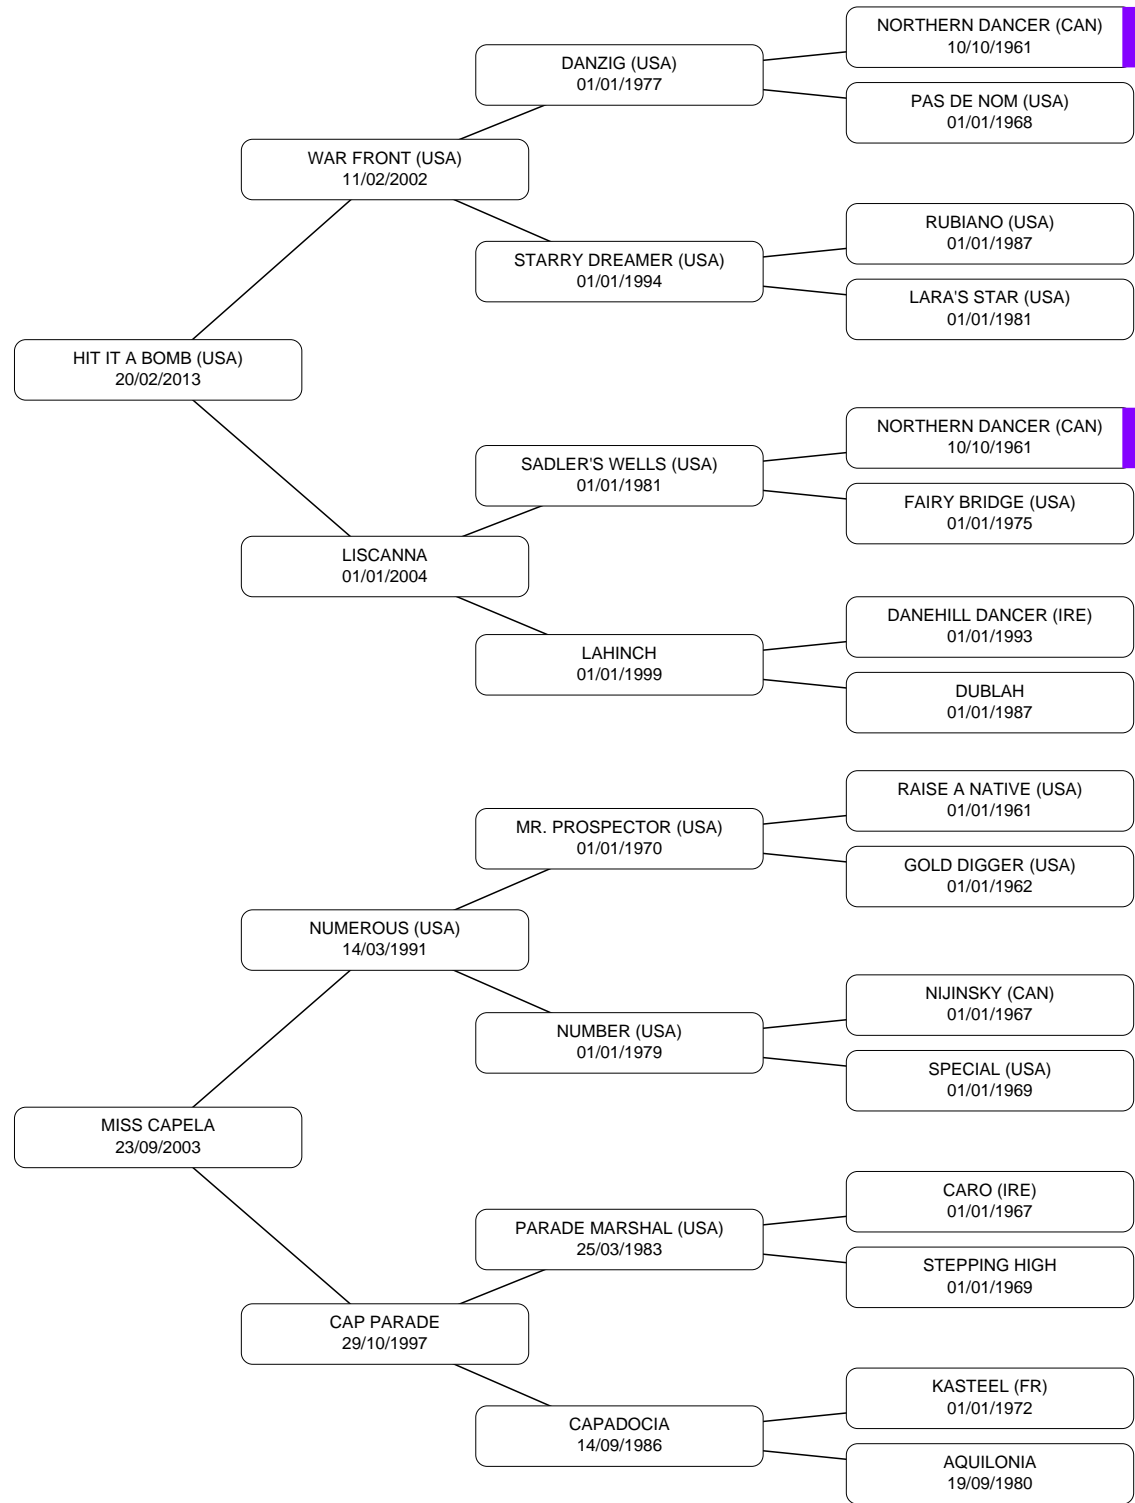 NORTHERN DANCER (CAN)
10/10/1961
DANZIG (USA)
01/01/1977
PAS DE NOM (USA)
01/01/1968
WAR FRONT (USA)
11/02/2002
RUBIANO (USA)
01/01/1987
STARRY DREAMER (USA)
01/01/1994
LARA'S STAR (USA)
01/01/1981
HIT IT A BOMB (USA)
20/02/2013
NORTHERN DANCER (CAN)
10/10/1961
SADLER'S WELLS (USA)
01/01/1981
FAIRY BRIDGE (USA)
01/01/1975
LISCANNA
01/01/2004
DANEHILL DANCER (IRE)
01/01/1993
LAHINCH
01/01/1999
DUBLAH
01/01/1987
RAISE A NATIVE (USA)
01/01/1961
MR. PROSPECTOR (USA)
01/01/1970
GOLD DIGGER (USA)
01/01/1962
NUMEROUS (USA)
14/03/1991
NIJINSKY (CAN)
01/01/1967
NUMBER (USA)
01/01/1979
SPECIAL (USA)
01/01/1969
MISS CAPELA
23/09/2003
CARO (IRE)
01/01/1967
PARADE MARSHAL (USA)
25/03/1983
STEPPING HIGH
01/01/1969
CAP PARADE
29/10/1997
KASTEEL (FR)
01/01/1972
CAPADOCIA
14/09/1986
AQUILONIA
19/09/1980